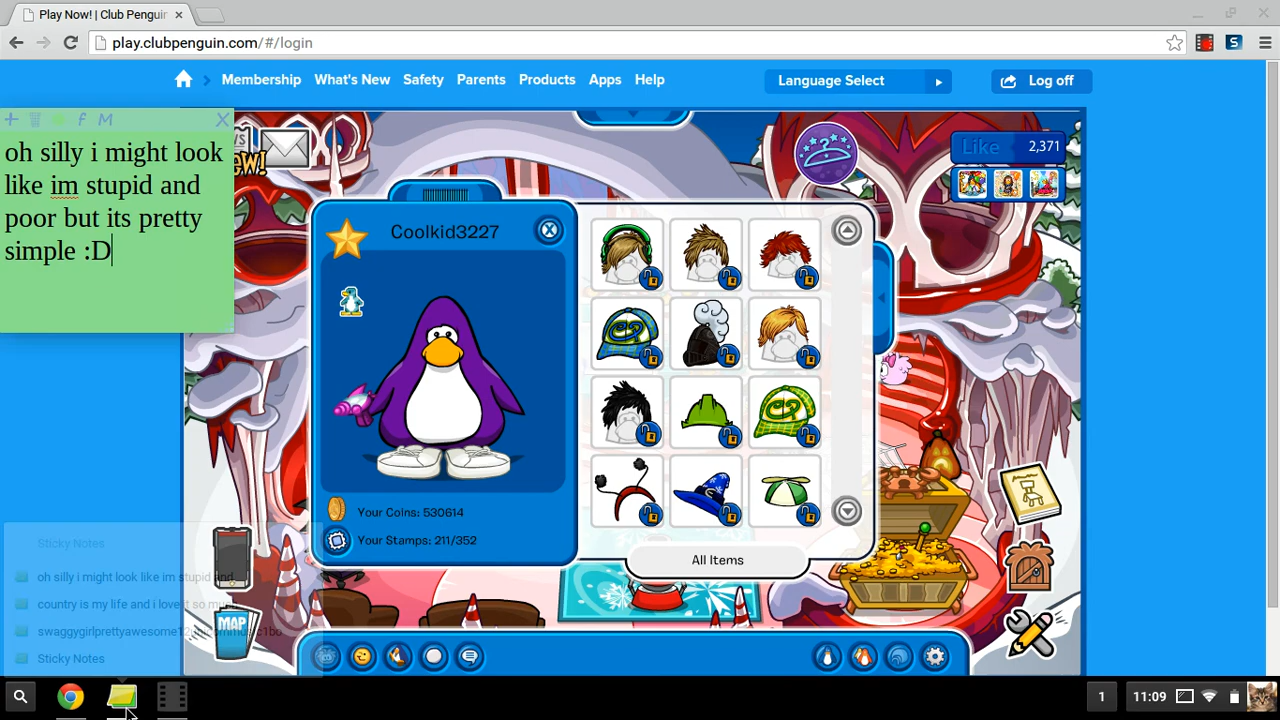 Play Now! | Club Penguin
play.clubpenguin.com/#/login
Membership What's New Safety Parents Products Apps Help
Language Select
Log off
f M X
oh silly i might look
like im stupid and
poor but its pretty
simple :D
Like 2,371
Coolkid3227
Your Coins: 530614
Your Stamps: 211/352
All Items
MAP
Sticky Notes
oh silly i might look like im stupid and
country is my life and i love it so much
Sticky Notes
1
11:09